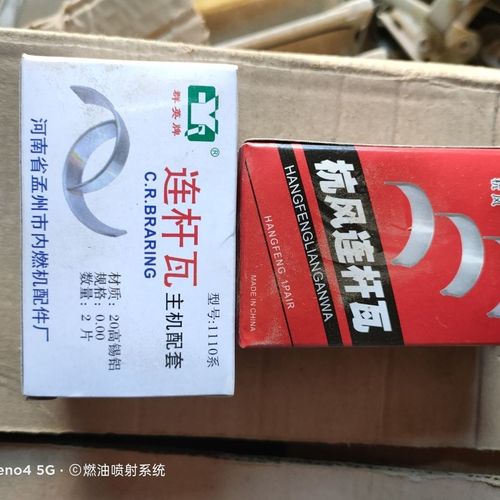 群英牌
®
连杆瓦
C.R.BRARING
主机配套
型号:1110系
材质:20高锡铝
规格:0.00
数量:2片
河南省孟州市内燃机配件厂
杭风连杆瓦
HANGFENGLIANGANWA
HANGFENG 1PAIR
MADE IN CHINA
杭风
eno4 5G · ©燃油喷射系统